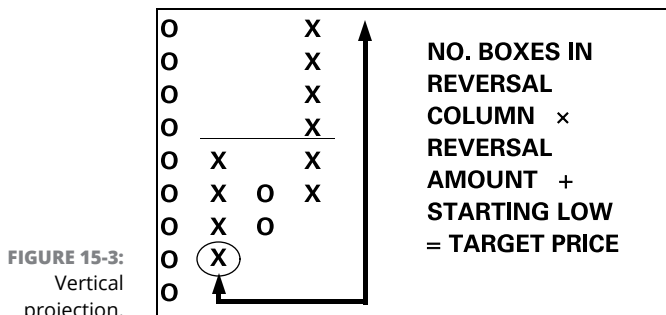 O X
O X
O X
O X
O X X
O X O X
O X O
O X
O
NO. BOXES IN
REVERSAL
COLUMN ×
REVERSAL
AMOUNT +
STARTING LOW
= TARGET PRICE
FIGURE 15-3:
Vertical
projection.